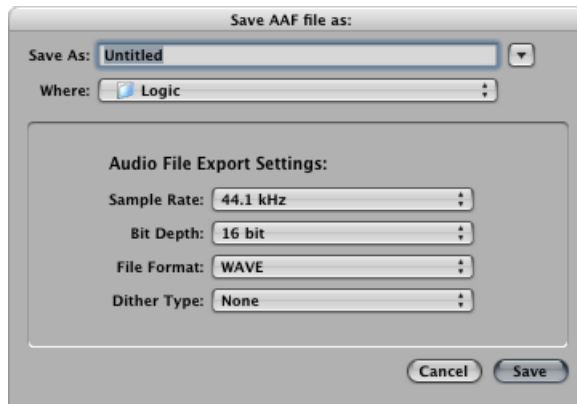 Save AAF file as:
Save As: Untitled
Where: Logic
Audio File Export Settings:
Sample Rate: 44.1 kHz
Bit Depth: 16 bit
File Format: WAVE
Dither Type: None
Cancel Save